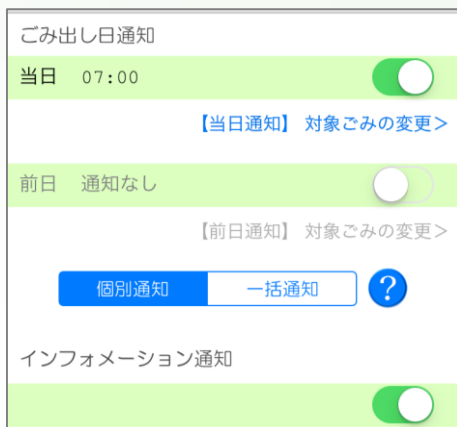 ごみ出し日通知
当日 07:00
【当日通知】 対象ごみの変更>
前日 通知なし
【前日通知】 対象ごみの変更>
個別通知 一括通知 ?
インフォメーション通知